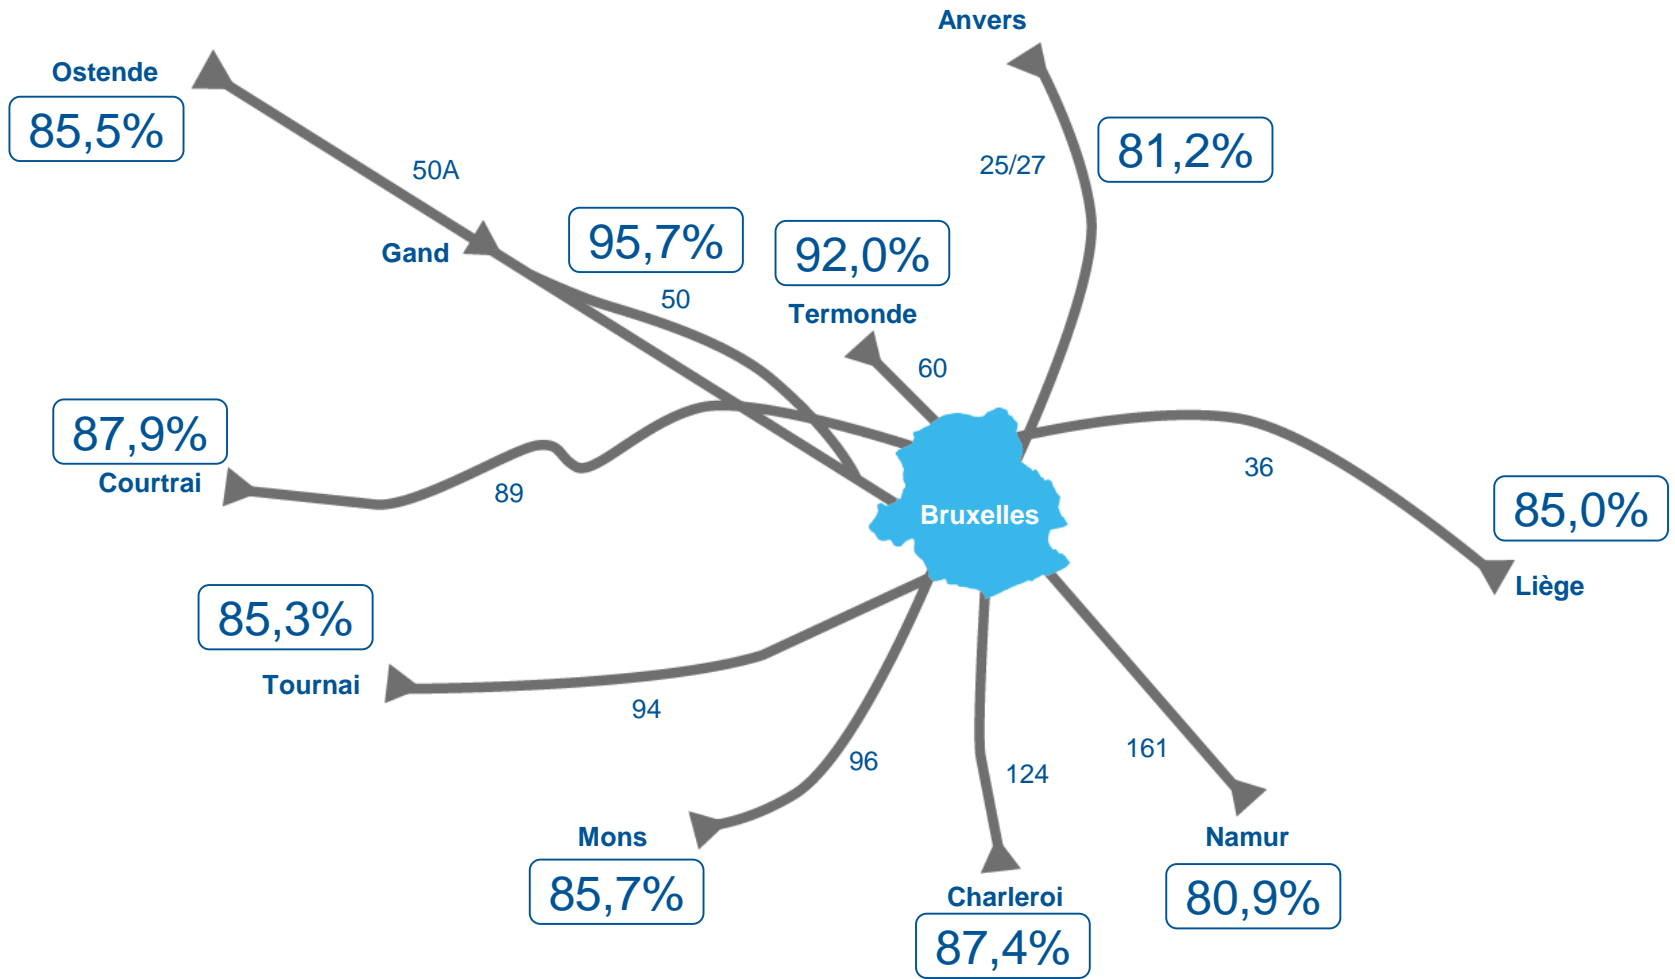 Anvers
Ostende
85,5%
81,2%
25/27
50A
95,7%
92,0%
Gand
50
Termonde
60
87,9%
Courtrai
89
36
85,0%
Bruxelles
Liège
85,3%
Tournai
94
96
124
161
Mons
85,7%
Namur
80,9%
Charleroi
87,4%